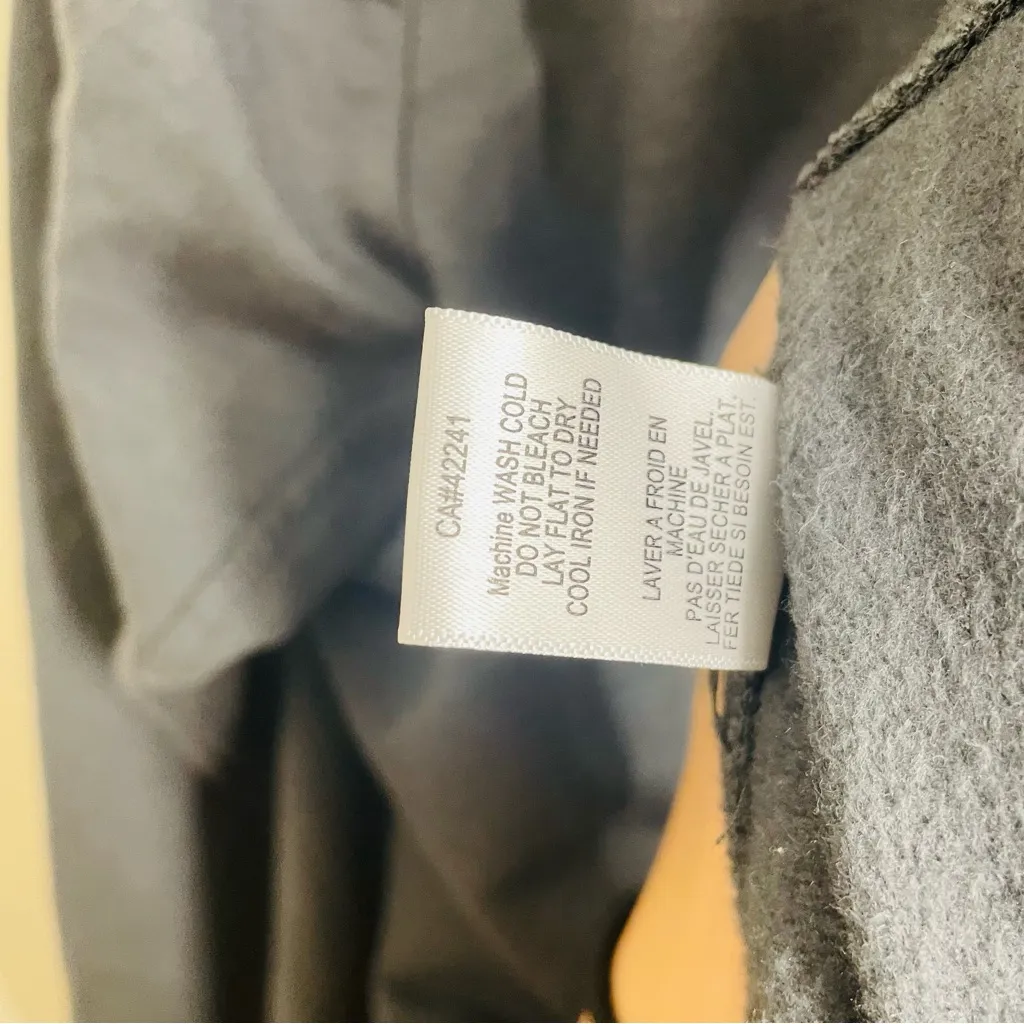 CA#42241
Machine WASH COLD
DO NOT BLEACH
LAY FLAT TO DRY
COOL IRON IF NEEDED
LAVER A FROID EN
MACHINE
PAS D'EAU DE JAVEL.
LAISSER SECHER A PLAT.
FER TIEDE SI BESOIN EST.